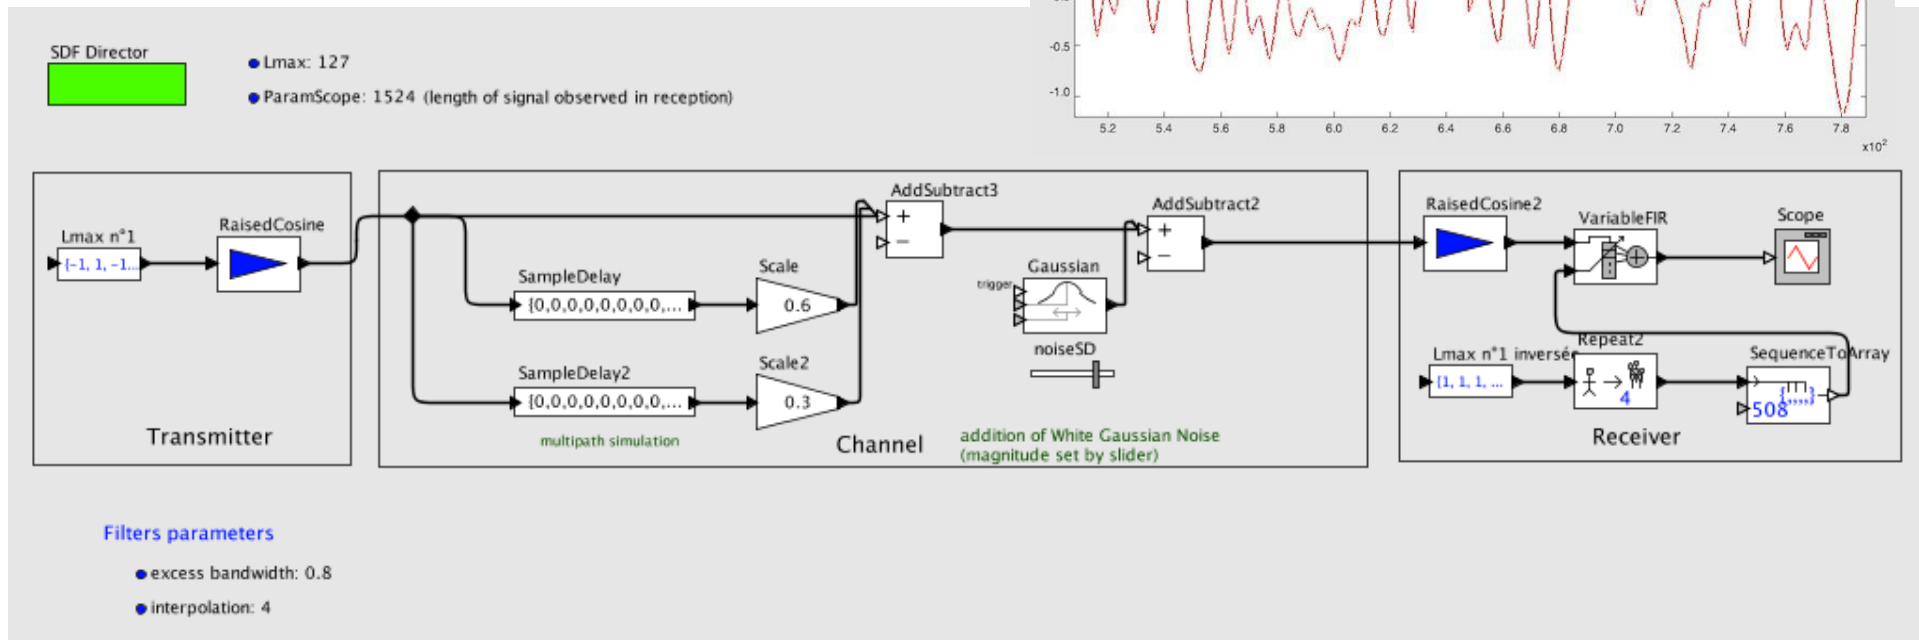 -0.5
-1.0
5.2 5.4 5.6 5.8 6.0 6.2 6.4 6.6 6.8 7.0 7.2 7.4 7.6 7.8
x10²
SDF Director
Lmax: 127
ParamScope: 1524 (length of signal observed in reception)
Lmax n°1
{-1, 1, -1...
RaisedCosine
Transmitter
SampleDelay
{0,0,0,0,0,0,0,0,...
Scale
0.6
SampleDelay2
{0,0,0,0,0,0,0,0,...
Scale2
0.3
multipath simulation
AddSubtract3
+
−
Gaussian
trigger
noiseSD
AddSubtract2
+
−
Channel
addition of White Gaussian Noise
(magnitude set by slider)
RaisedCosine2
VariableFIR
Scope
Lmax n°1 inversée
{1, 1, 1, ...
Repeat2
4
SequenceToArray
{,,,,}
508
Receiver
Filters parameters
excess bandwidth: 0.8
interpolation: 4